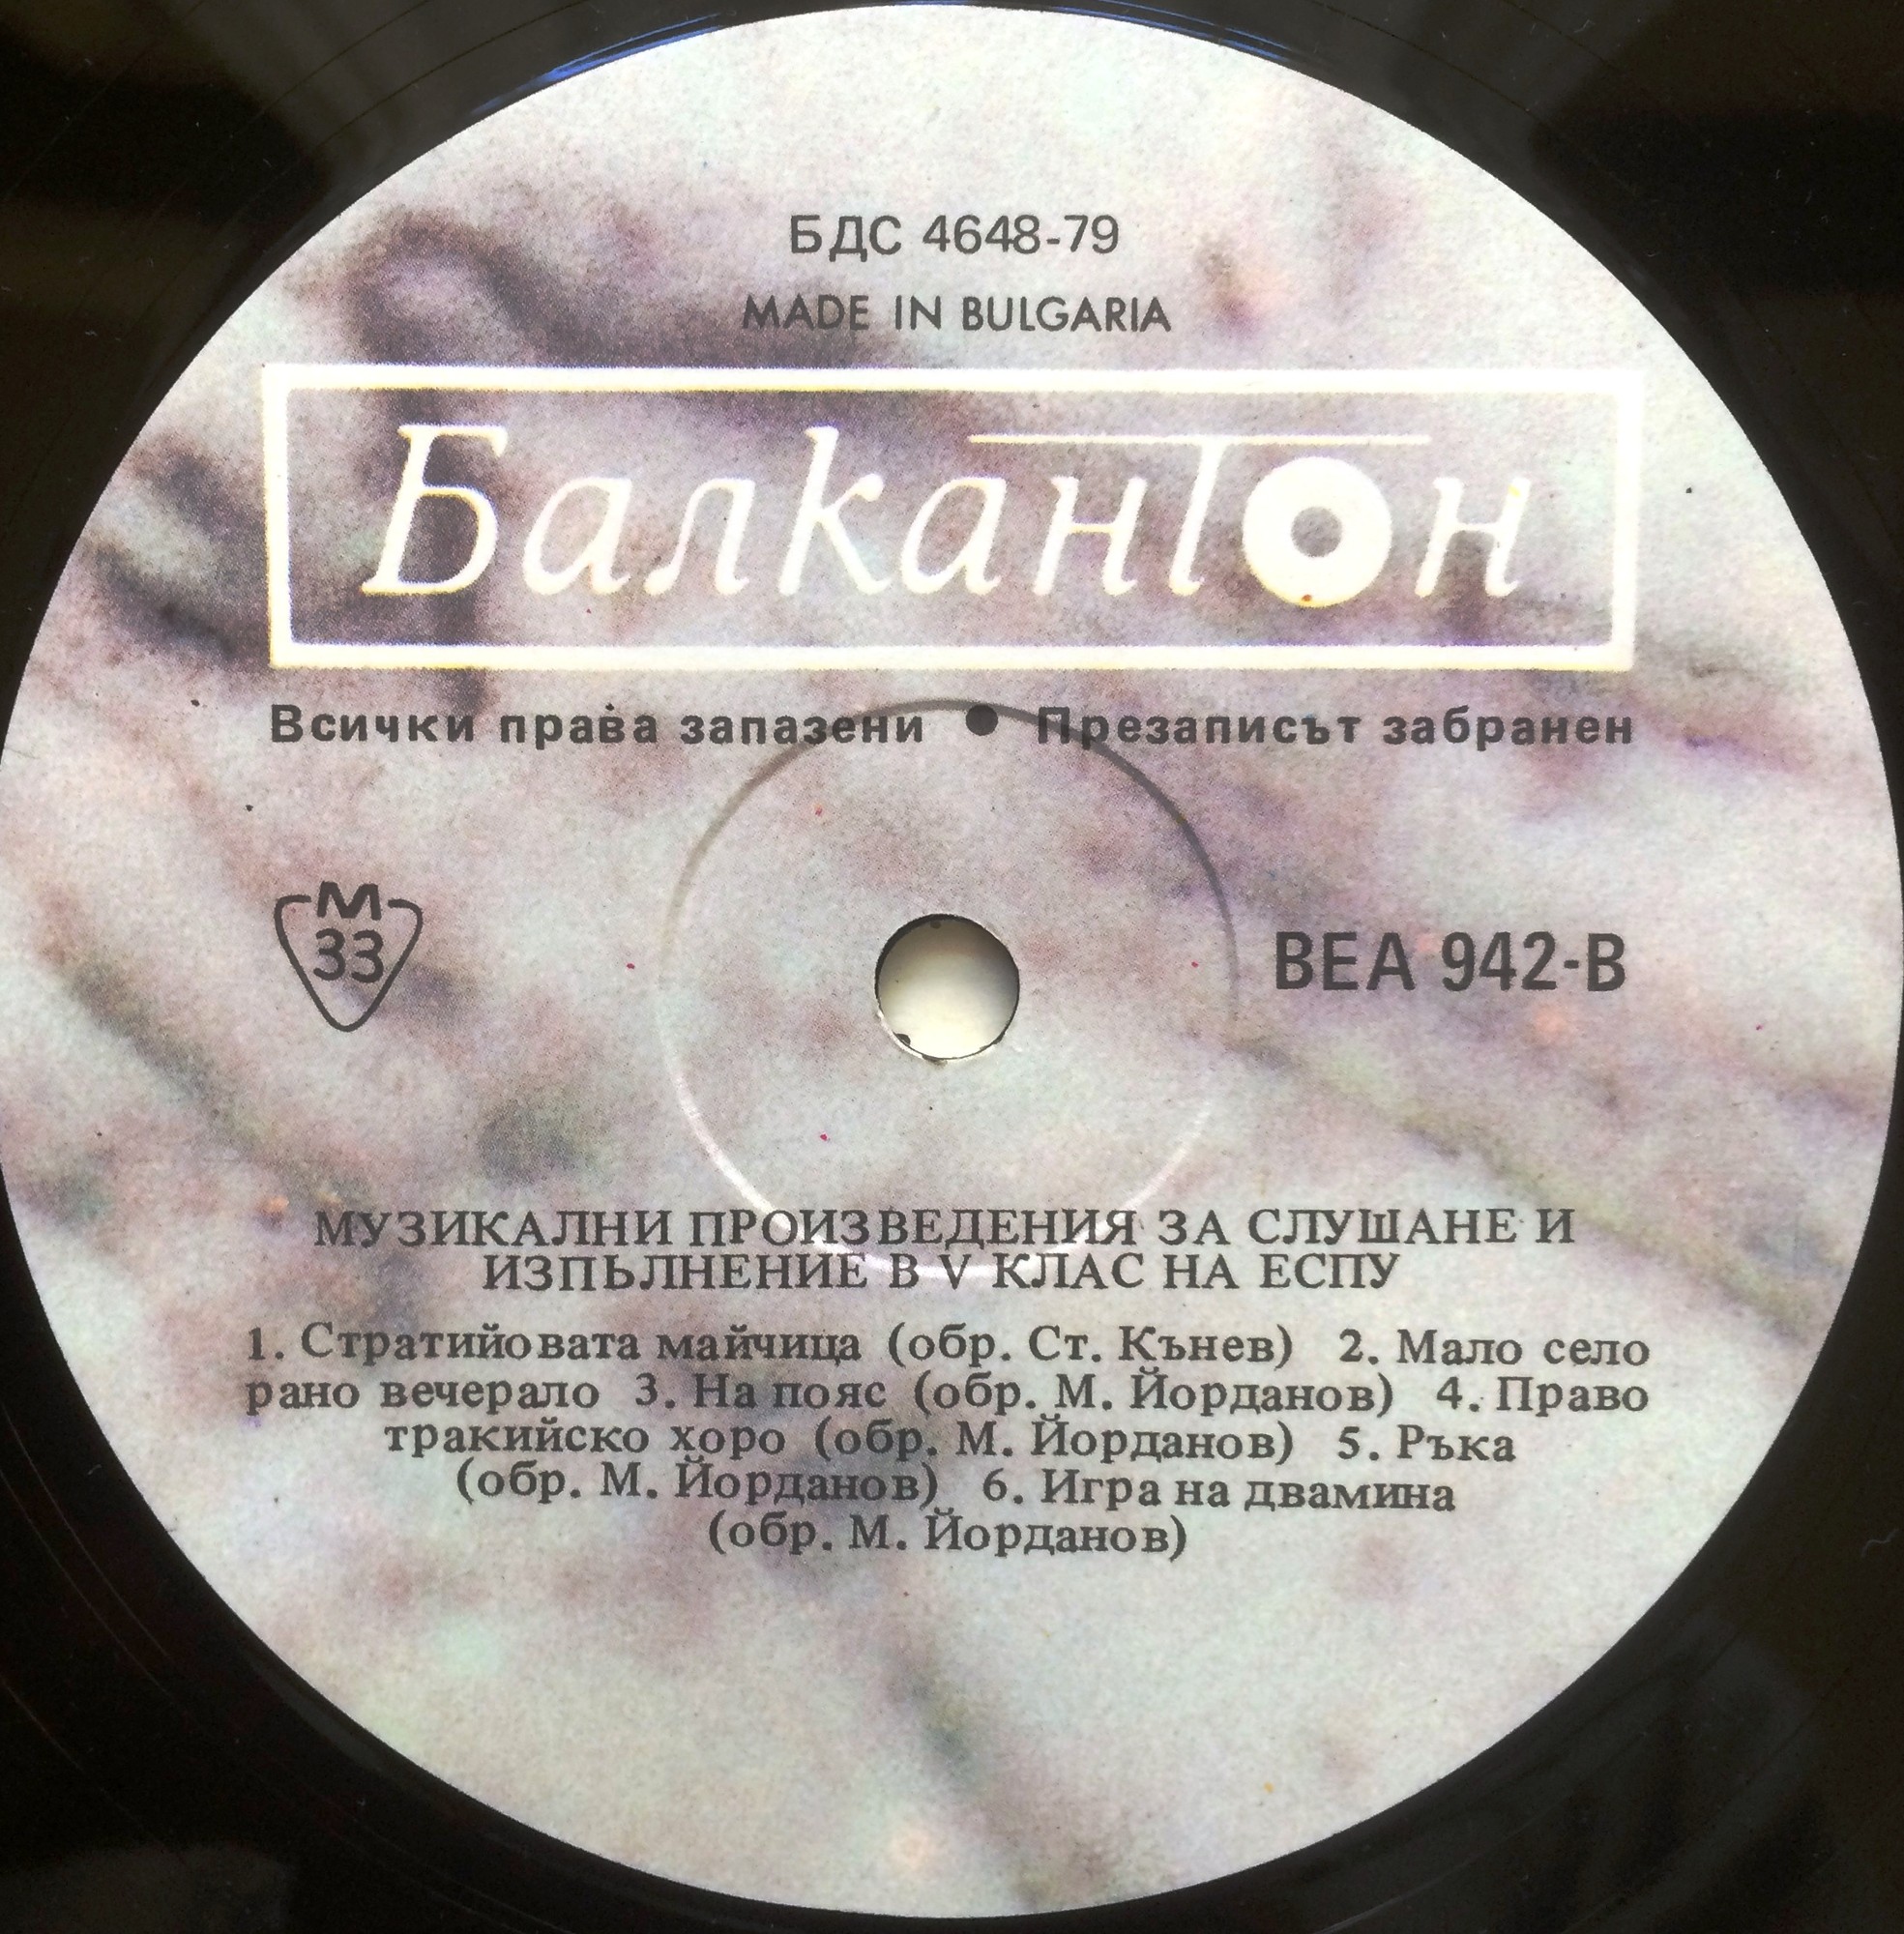 БДС 4648-79
MADE IN BULGARIA
Балкантон
Всички права запазени ● Презаписът забранен
М
33
ВЕА 942-В
МУЗИКАЛНИ ПРОИЗВЕДЕНИЯ ЗА СЛУШАНЕ И
ИЗПЪЛНЕНИЕ В V КЛАС НА ЕСПУ
1. Стратийовата майчица (обр. Ст. Кънев) 2. Мало село
рано вечерало 3. На пояс (обр. М. Йорданов) 4. Право
тракийско хоро (обр. М. Йорданов) 5. Ръка
(обр. М. Йорданов) 6. Игра на двамина
(обр. М. Йорданов)